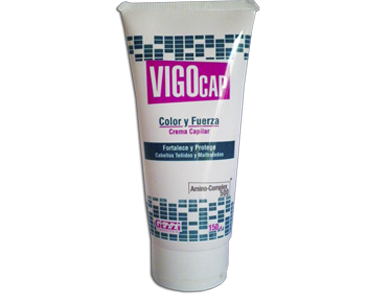 VIGOCAP
Color y Fuerza
Crema Capilar
Fortalece y Protege
Cabellos Teñidos y Maltratados
Amino-Complex
150